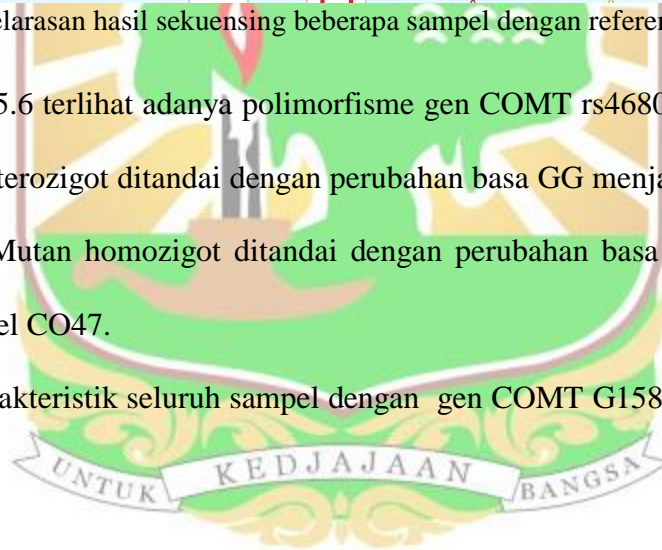 elarasan hasil sekuensing beberapa sampel dengan referen
5.6 terlihat adanya polimorfisme gen COMT rs4680
terozigot ditandai dengan perubahan basa GG menja
Mutan homozigot ditandai dengan perubahan basa
el CO47.
akteristik seluruh sampel dengan gen COMT G158
UNTUK KEDJAJAAN BANGSA